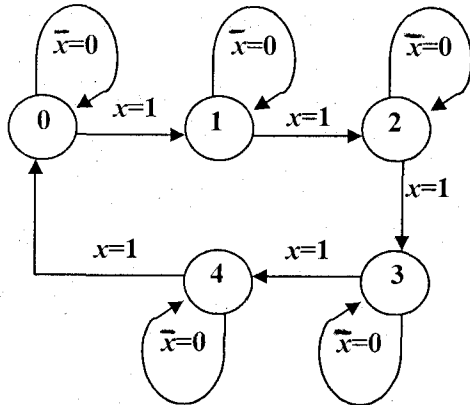 x̄=0 x̄=0 x̄=0
0 x=1 1 x=1 2
x=1
x=1 4 x=1 3
x̄=0 x̄=0